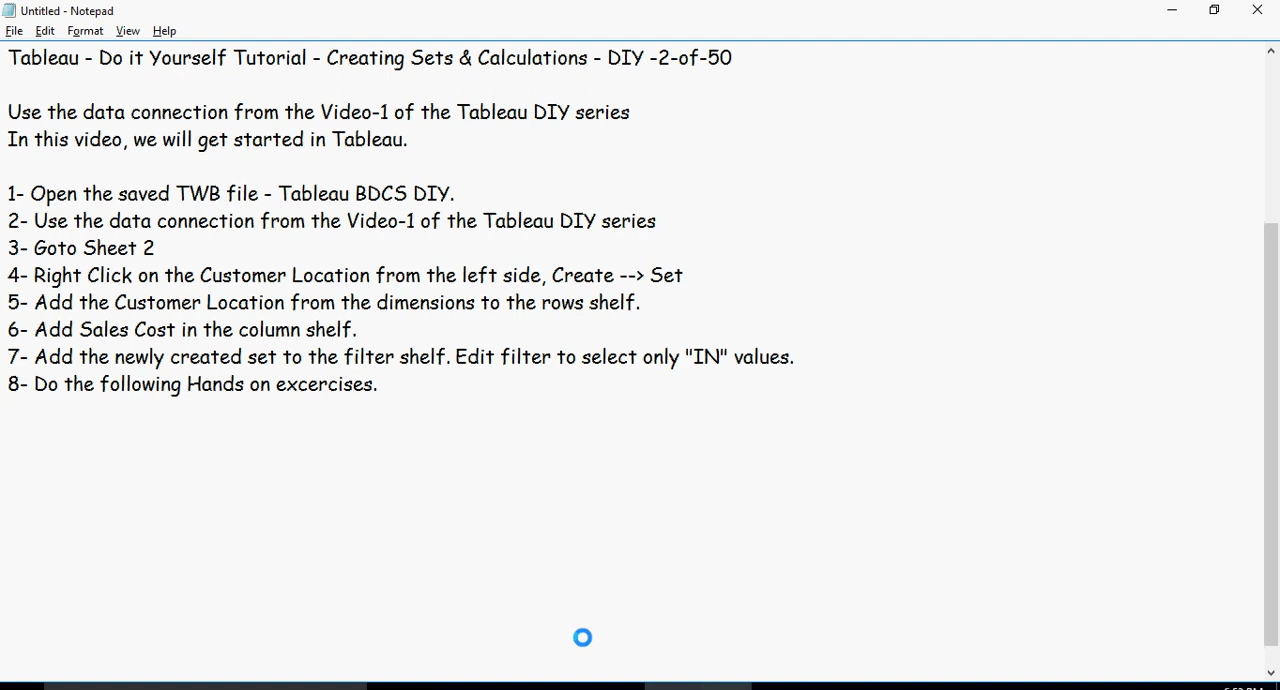 Untitled - Notepad
File Edit Format View Help
Tableau - Do it Yourself Tutorial - Creating Sets & Calculations - DIY -2-of-50
Use the data connection from the Video-1 of the Tableau DIY series
In this video, we will get started in Tableau.
1- Open the saved TWB file - Tableau BDCS DIY.
2- Use the data connection from the Video-1 of the Tableau DIY series
3- Goto Sheet 2
4- Right Click on the Customer Location from the left side, Create --> Set
5- Add the Customer Location from the dimensions to the rows shelf.
6- Add Sales Cost in the column shelf.
7- Add the newly created set to the filter shelf. Edit filter to select only "IN" values.
8- Do the following Hands on excercises.